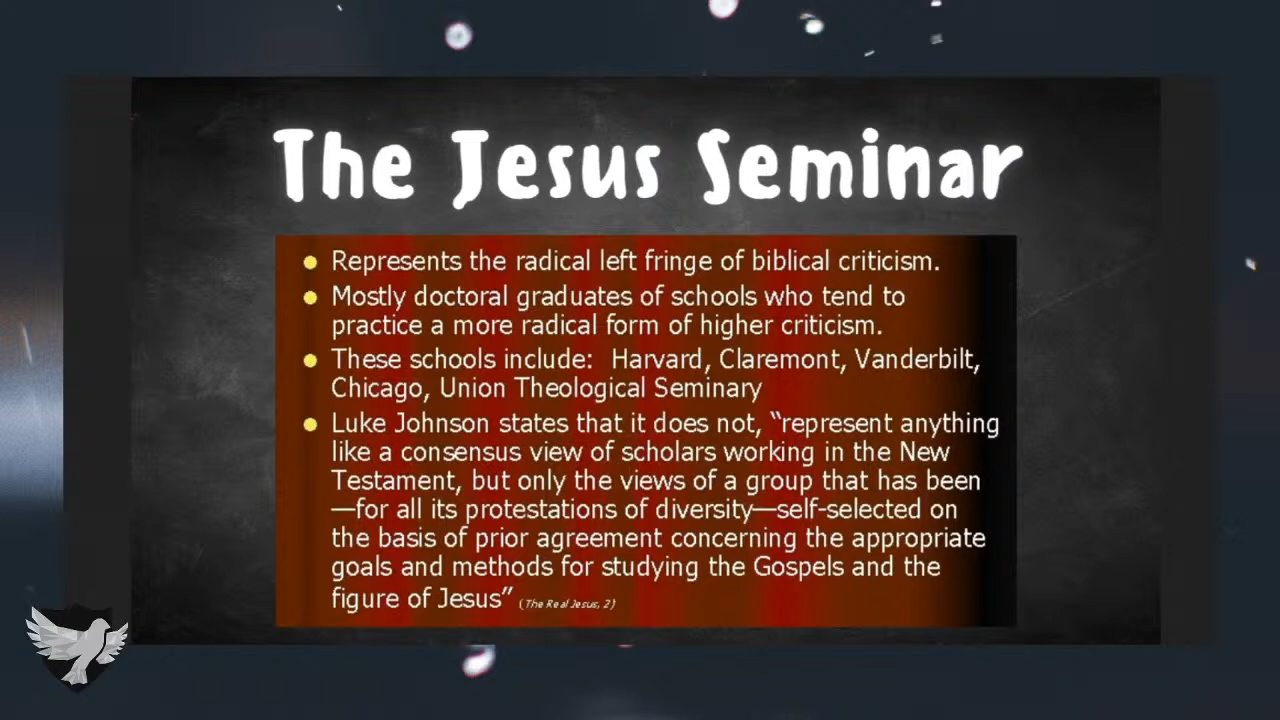 The Jesus Seminar
Represents the radical left fringe of biblical criticism.
Mostly doctoral graduates of schools who tend to
practice a more radical form of higher criticism.
These schools include:  Harvard, Claremont, Vanderbilt,
Chicago, Union Theological Seminary
Luke Johnson states that it does not, “represent anything
like a consensus view of scholars working in the New
Testament, but only the views of a group that has been
—for all its protestations of diversity—self-selected on
the basis of prior agreement concerning the appropriate
goals and methods for studying the Gospels and the
figure of Jesus” (The Real Jesus, 2)